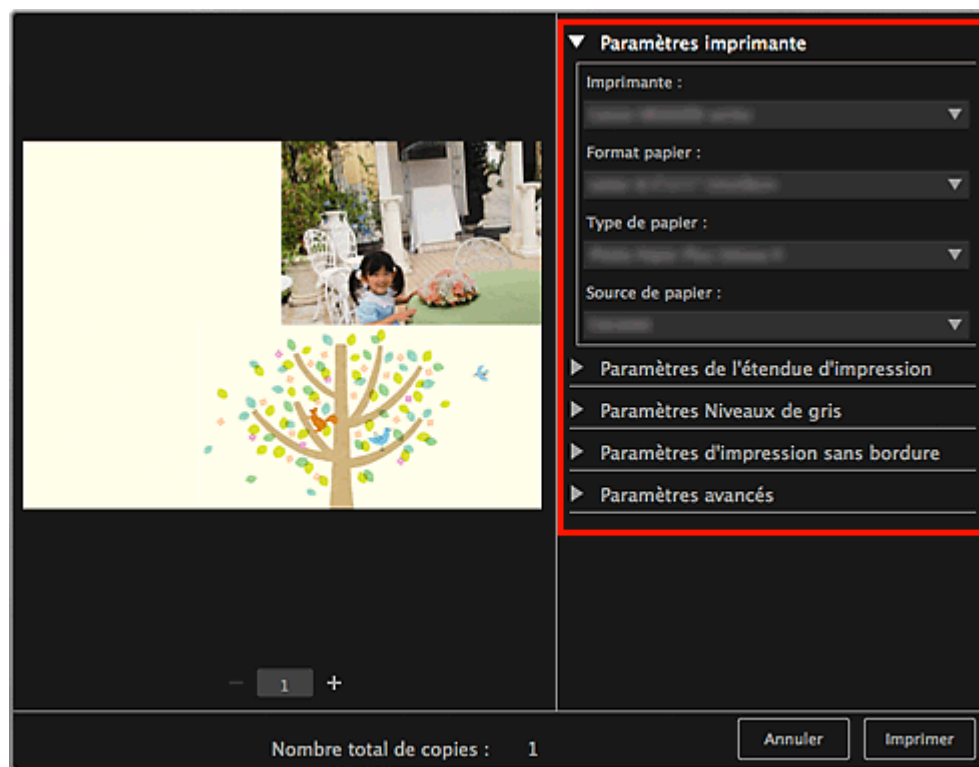 Paramètres imprimante
Imprimante :
Format papier :
Type de papier :
Source de papier :
Paramètres de l'étendue d'impression
Paramètres Niveaux de gris
Paramètres d'impression sans bordure
Paramètres avancés
1
Nombre total de copies : 1
Annuler
Imprimer